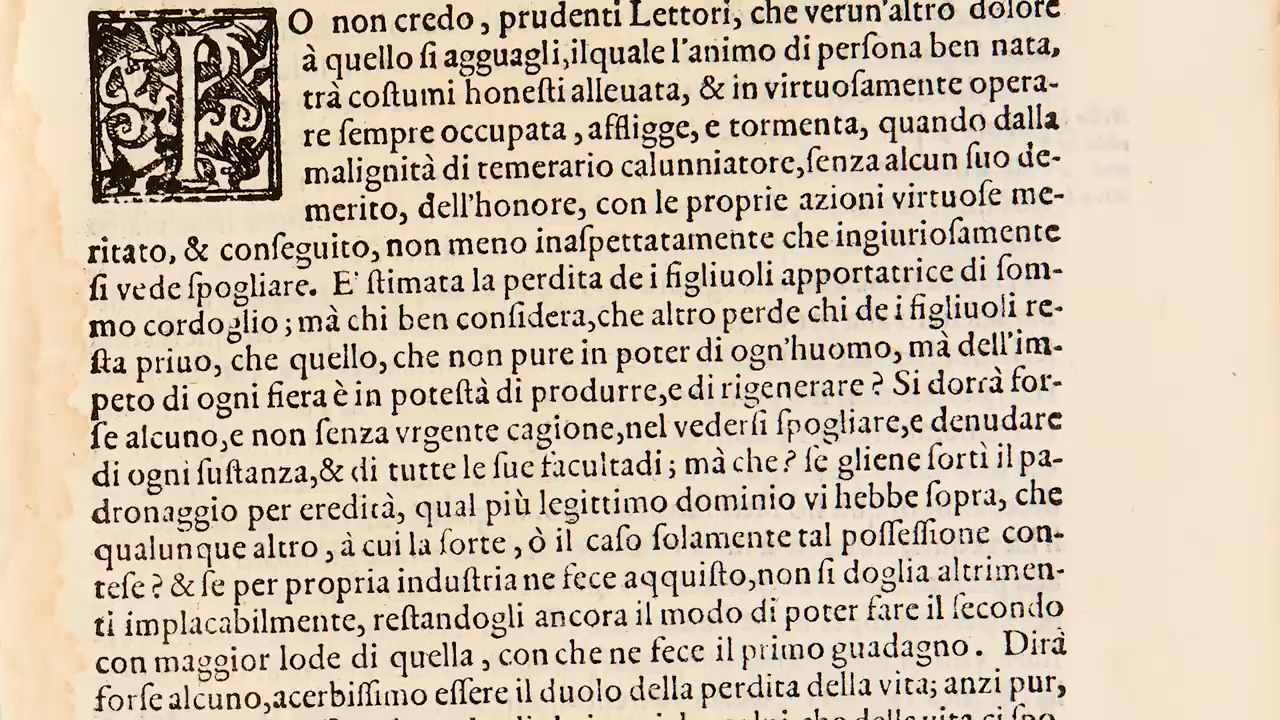 IO non credo, prudenti Lettori, che verun'altro dolore
à quello ſi agguagli,ilquale l'animo di perſona ben nata,
trà coſtumi honeſti alleuata, & in virtuoſamente opera-
re ſempre occupata, affligge, e tormenta, quando dalla
malignità di temerario calunniatore,ſenza alcun ſuo de-
merito, dell'honore, con le proprie azioni virtuoſe me-
ritato, & conſeguito, non meno inaſpettatamente che ingiurioſamente
ſi vede ſpogliare. E' ſtimata la perdita de i figliuoli apportatrice di ſom-
mo cordoglio; mà chi ben conſidera,che altro perde chi de i figliuoli re-
ſta priuo, che quello, che non pure in poter di ogn'huomo, mà dell'im-
peto di ogni fiera è in poteſtà di produrre,e di rigenerare? Si dorrà for-
ſe alcuno,e non ſenza vrgente cagione,nel vederſi ſpogliare,e denudare
di ogni ſuſtanza,& di tutte le ſue facultadi; mà che? ſe gliene ſortì il pa-
dronaggio per eredità, qual più legittimo dominio vi hebbe ſopra, che
qualunque altro, à cui la ſorte, ò il caſo ſolamente tal poſſeſſione con-
teſe? & ſe per propria induſtria ne fece aqquiſto,non ſi doglia altrimen-
ti implacabilmente, reſtandogli ancora il modo di poter fare il ſecondo
con maggior lode di quella, con che ne fece il primo guadagno. Dirà
forſe alcuno,acerbiſſimo eſſere il duolo della perdita della vita; anzi pur,